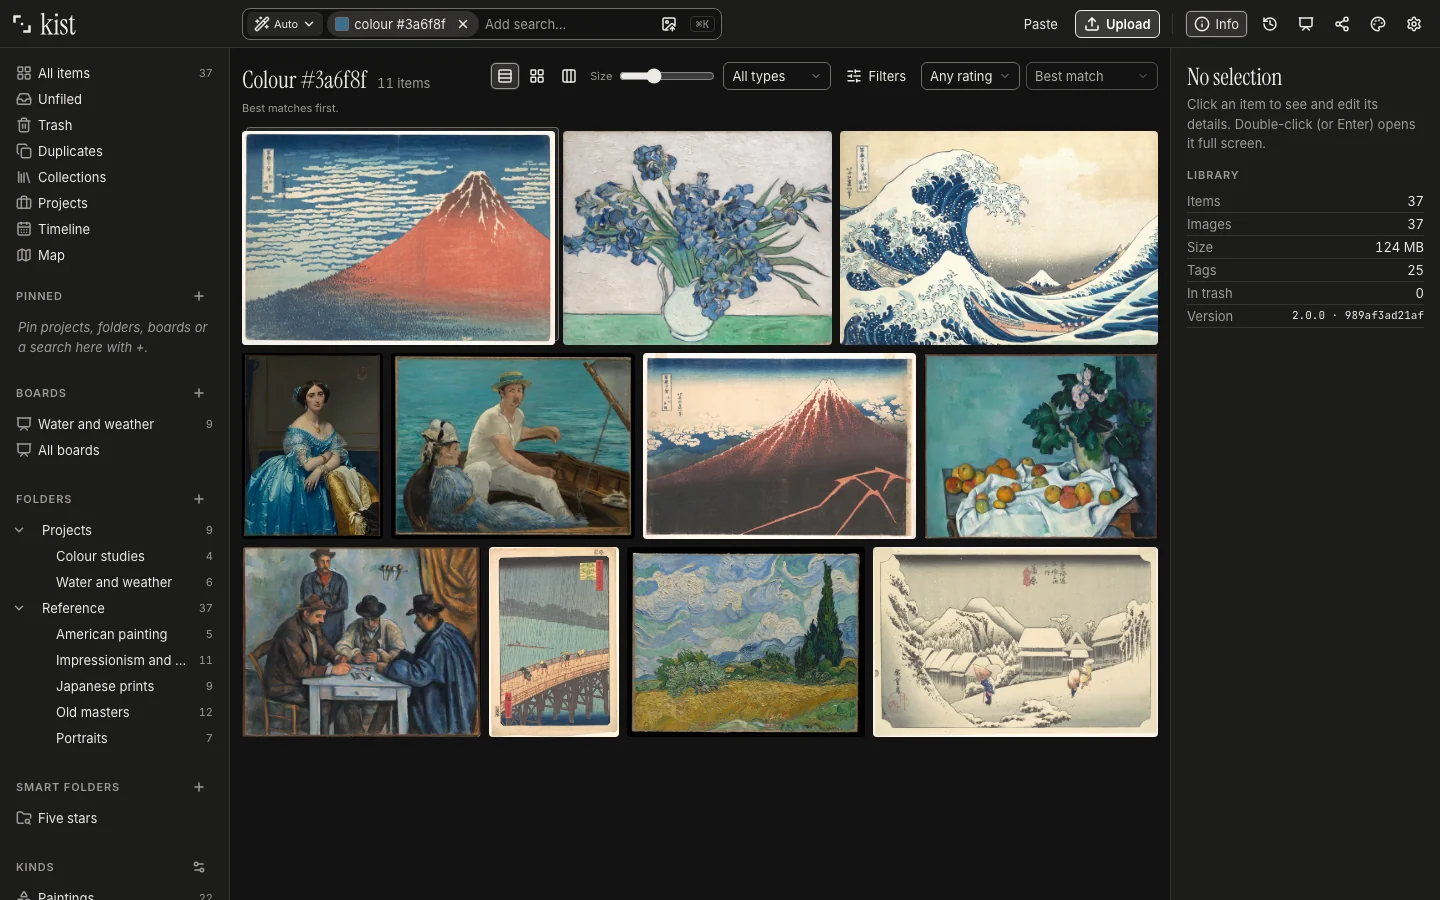 kist
Auto
colour #3a6f8f
Add search...
⌘K
Paste
Upload
Info
All items 37
Unfiled
Trash
Duplicates
Collections
Projects
Timeline
Map
PINNED
Pin projects, folders, boards or
a search here with +.
BOARDS
Water and weather 9
All boards
FOLDERS
Projects 9
Colour studies 4
Water and weather 6
Reference 37
American painting 5
Impressionism and ... 11
Japanese prints 9
Old masters 12
Portraits 7
SMART FOLDERS
Five stars
KINDS
Paintings 22
Colour #3a6f8f 11 items
Size
All types
Filters
Any rating
Best match
Best matches first.
No selection
Click an item to see and edit its
details. Double-click (or Enter) opens
it full screen.
LIBRARY
Items 37
Images 37
Size 124 MB
Tags 25
In trash 0
Version 2.0.0 · 989af3ad21af